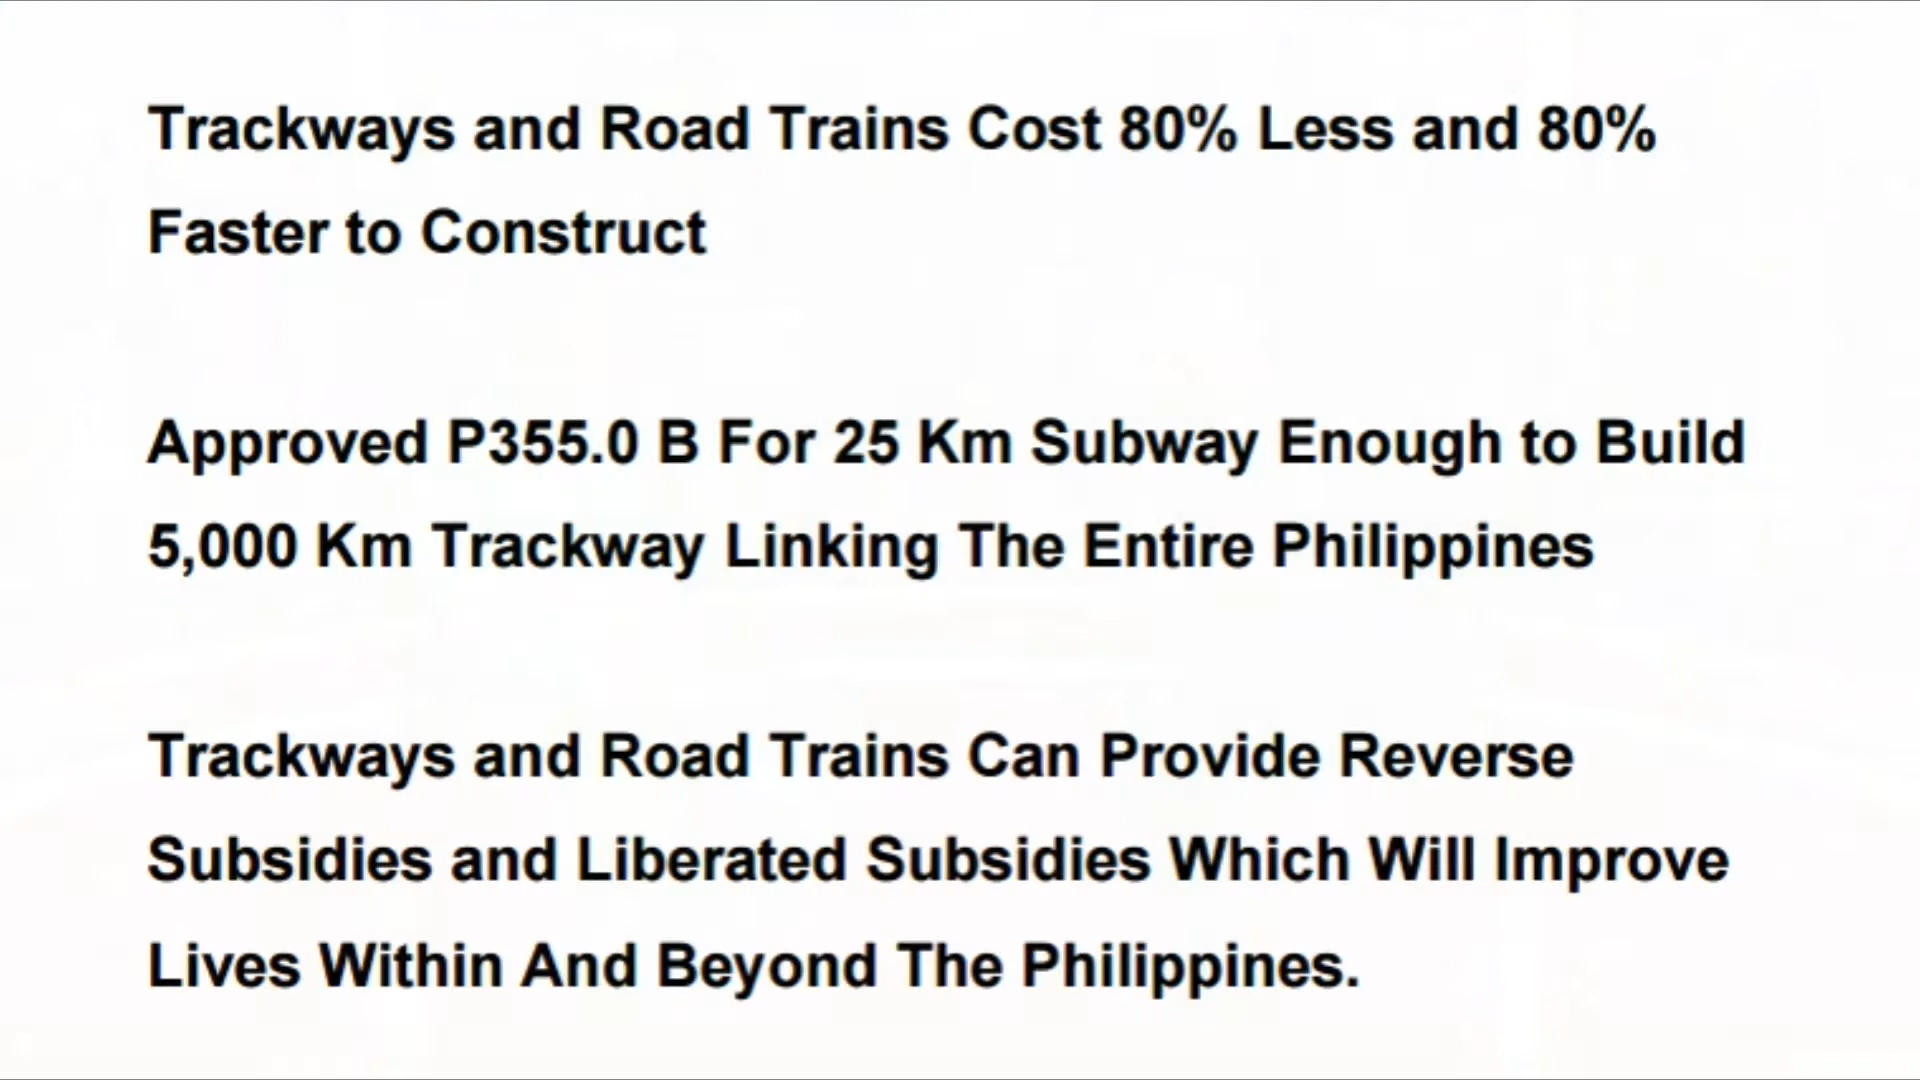 Trackways and Road Trains Cost 80% Less and 80%
Faster to Construct
Approved P355.0 B For 25 Km Subway Enough to Build
5,000 Km Trackway Linking The Entire Philippines
Trackways and Road Trains Can Provide Reverse
Subsidies and Liberated Subsidies Which Will Improve
Lives Within And Beyond The Philippines.